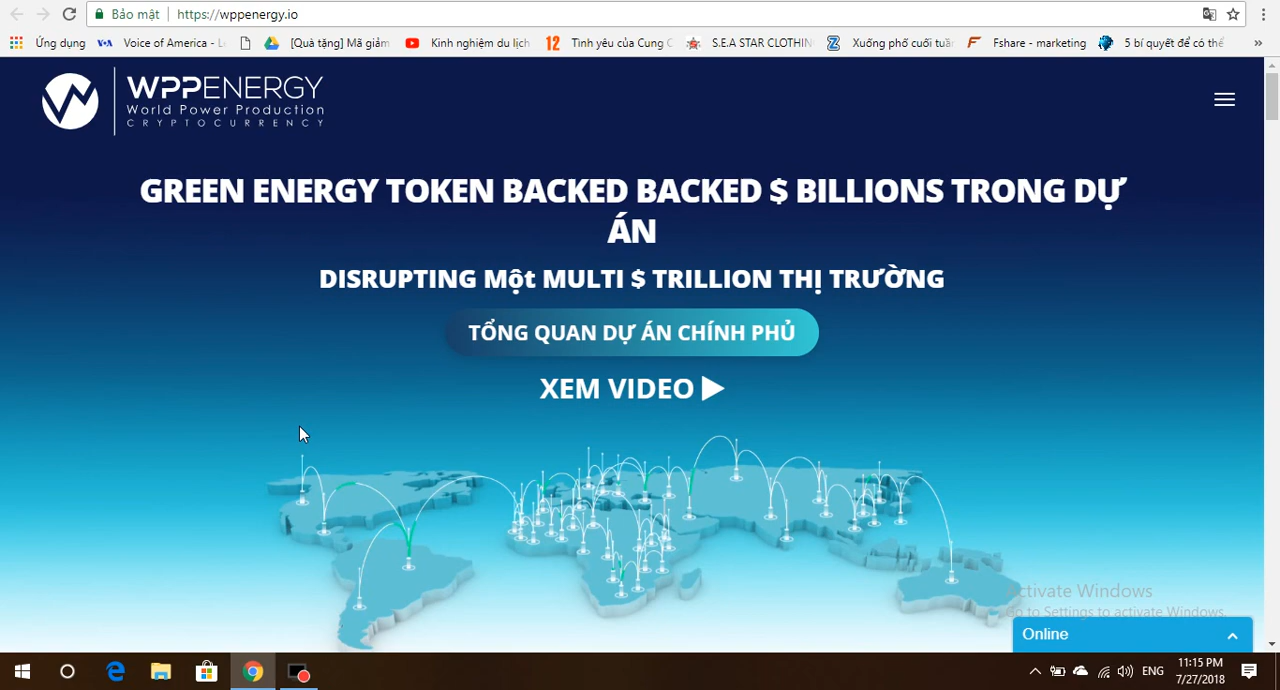 Bảo mật
https://wppenergy.io
Ứng dụng
VOA Voice of America - L
[Quà tặng] Mã giảm
Kinh nghiệm du lịch
12 Tình yêu của Cung C
S.E.A STAR CLOTHING
Z Xuống phố cuối tuần
Fshare - marketing
5 bí quyết để có thể
»
WPPENERGY
World Power Production
CRYPTOCURRENCY
GREEN ENERGY TOKEN BACKED BACKED $ BILLIONS TRONG DỰ
ÁN
DISRUPTING Một MULTI $ TRILLION THỊ TRƯỜNG
TỔNG QUAN DỰ ÁN CHÍNH PHỦ
XEM VIDEO
Activate Windows
Go to Settings to activate Windows.
Online
ENG
11:15 PM
7/27/2018